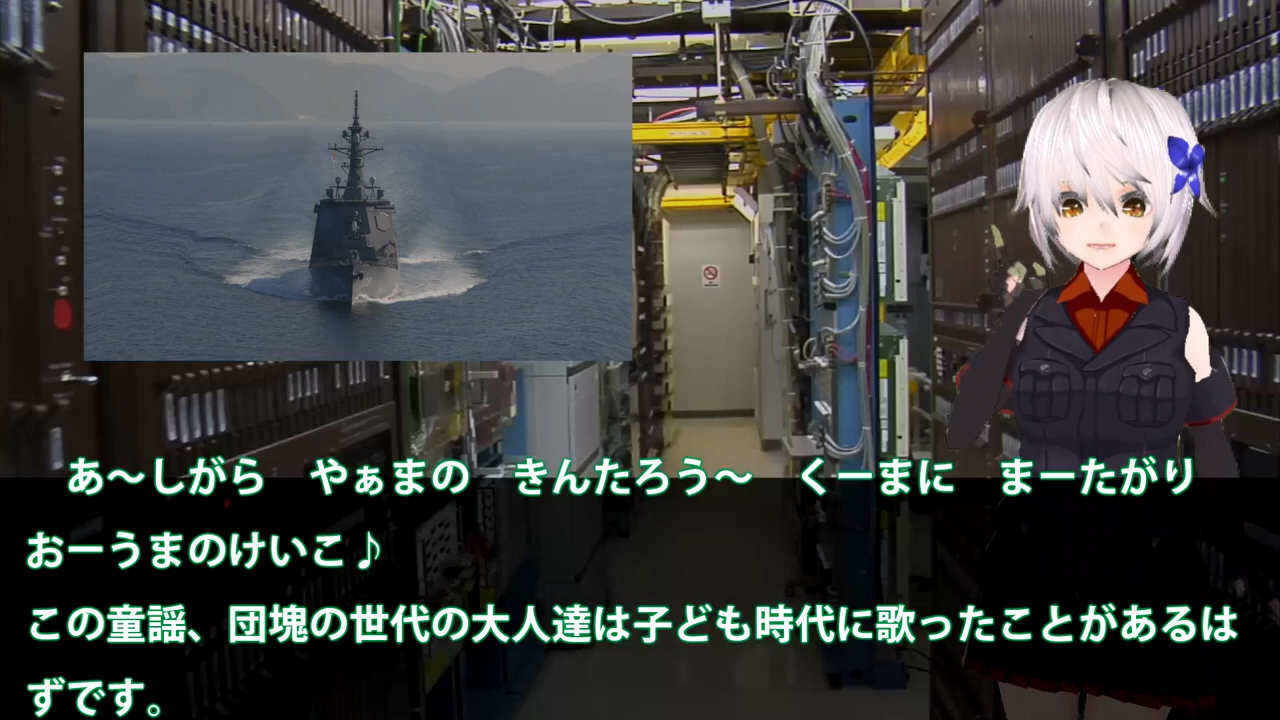 あ～しがら　やぁまの　きんたろう～　くーまに　まーたがり
おーうまのけいこ♪
この童謡、団塊の世代の大人達は子ども時代に歌ったことがあるは
ずです。